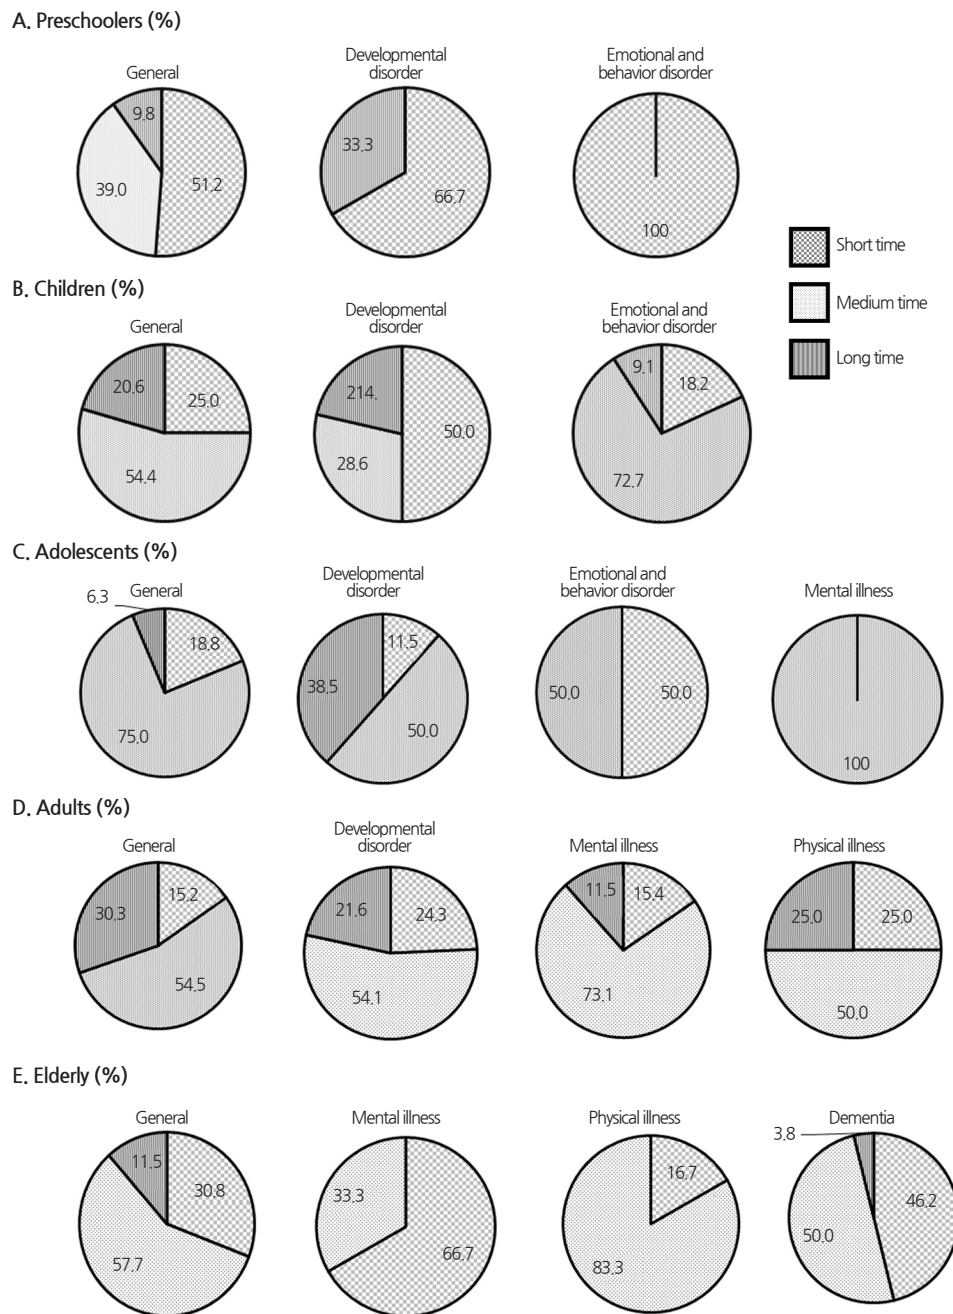 A. Preschoolers (%)
General
Developmental
disorder
Emotional and
behavior disorder
9.8
39.0
51.2
33.3
66.7
100
Short time
Medium time
Long time
B. Children (%)
General
Developmental
disorder
Emotional and
behavior disorder
20.6
25.0
54.4
214.
50.0
28.6
9.1
18.2
72.7
C. Adolescents (%)
General
Developmental
disorder
Emotional and
behavior disorder
Mental illness
6.3
18.8
75.0
11.5
38.5
50.0
50.0
50.0
100
D. Adults (%)
General
Developmental
disorder
Mental illness
Physical illness
15.2
30.3
54.5
21.6
24.3
54.1
11.5
15.4
73.1
25.0
25.0
50.0
E. Elderly (%)
General
Mental illness
Physical illness
Dementia
11.5
30.8
57.7
33.3
66.7
16.7
83.3
3.8
46.2
50.0